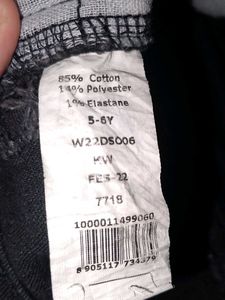 85% Cotton
14% Polyester
1% Elastane
5-6Y
W22DS006
KW
FES-22
7718
1000011499060
8 905117 734379